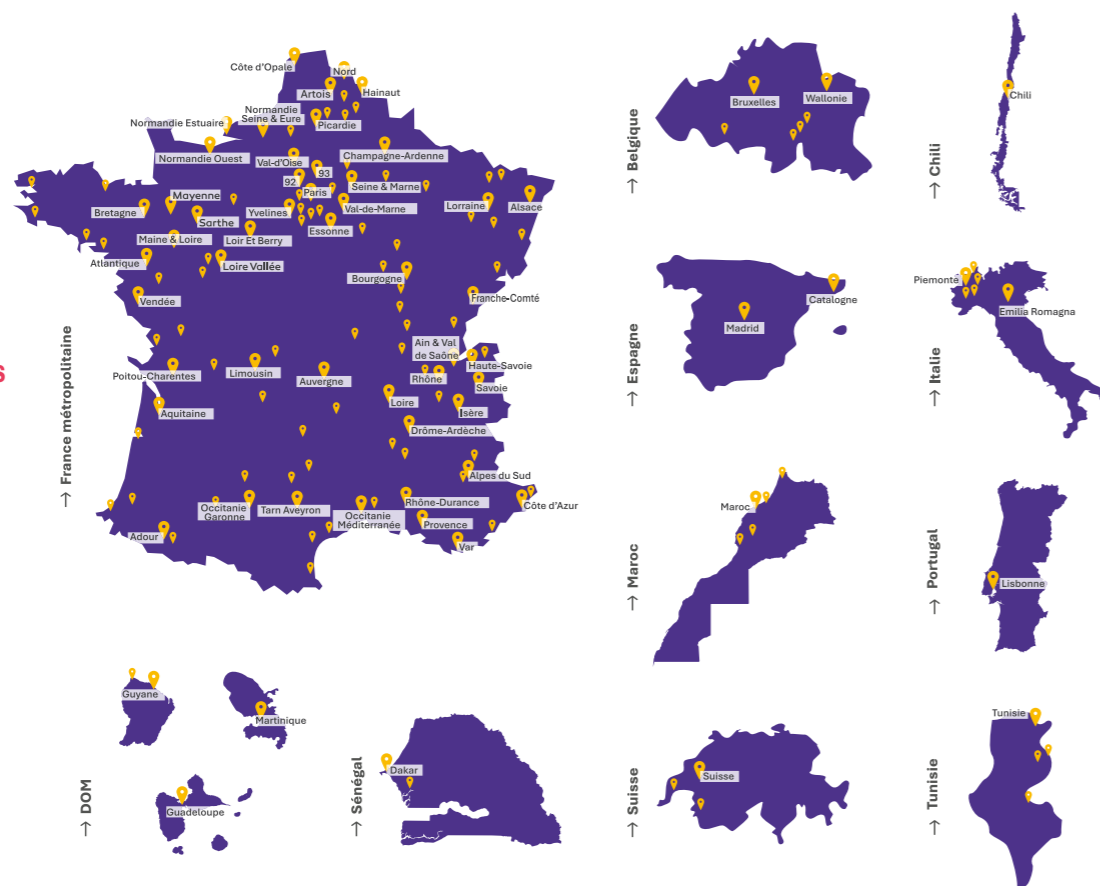 Côte d'Opale
Nord
Artois
Hainaut
Normandie
Seine & Eure
Normandie Estuaire
Picardie
Normandie Ouest
Val-d'Oise
93
Champagne-Ardenne
92
Paris
Seine & Marne
Mayenne
Bretagne
Sarthe
Yvelines
Val-de-Marne
Lorraine
Alsace
Essonne
Maine & Loire
Loir Et Berry
Atlantique
Loire Vallée
Bourgogne
Vendée
Franche-Comté
Ain & Val
de Saône
Haute-Savoie
Poitou-Charentes
Limousin
Auvergne
Rhône
Savoie
Loire
Isère
Aquitaine
Drôme-Ardèche
Alpes du Sud
Occitanie
Garonne
Tarn Aveyron
Occitanie
Méditerranée
Rhône-Durance
Côte d'Azur
Provence
Adour
Var
→ France métropolitaine
s
Bruxelles
Wallonie
→ Belgique
Chili
→ Chili
Catalogne
Madrid
→ Espagne
Piemonté
Emilia Romagna
→ Italie
Maroc
→ Maroc
Lisbonne
→ Portugal
Guyane
Martinique
Guadeloupe
→ DOM
Dakar
→ Sénégal
Suisse
→ Suisse
Tunisie
→ Tunisie